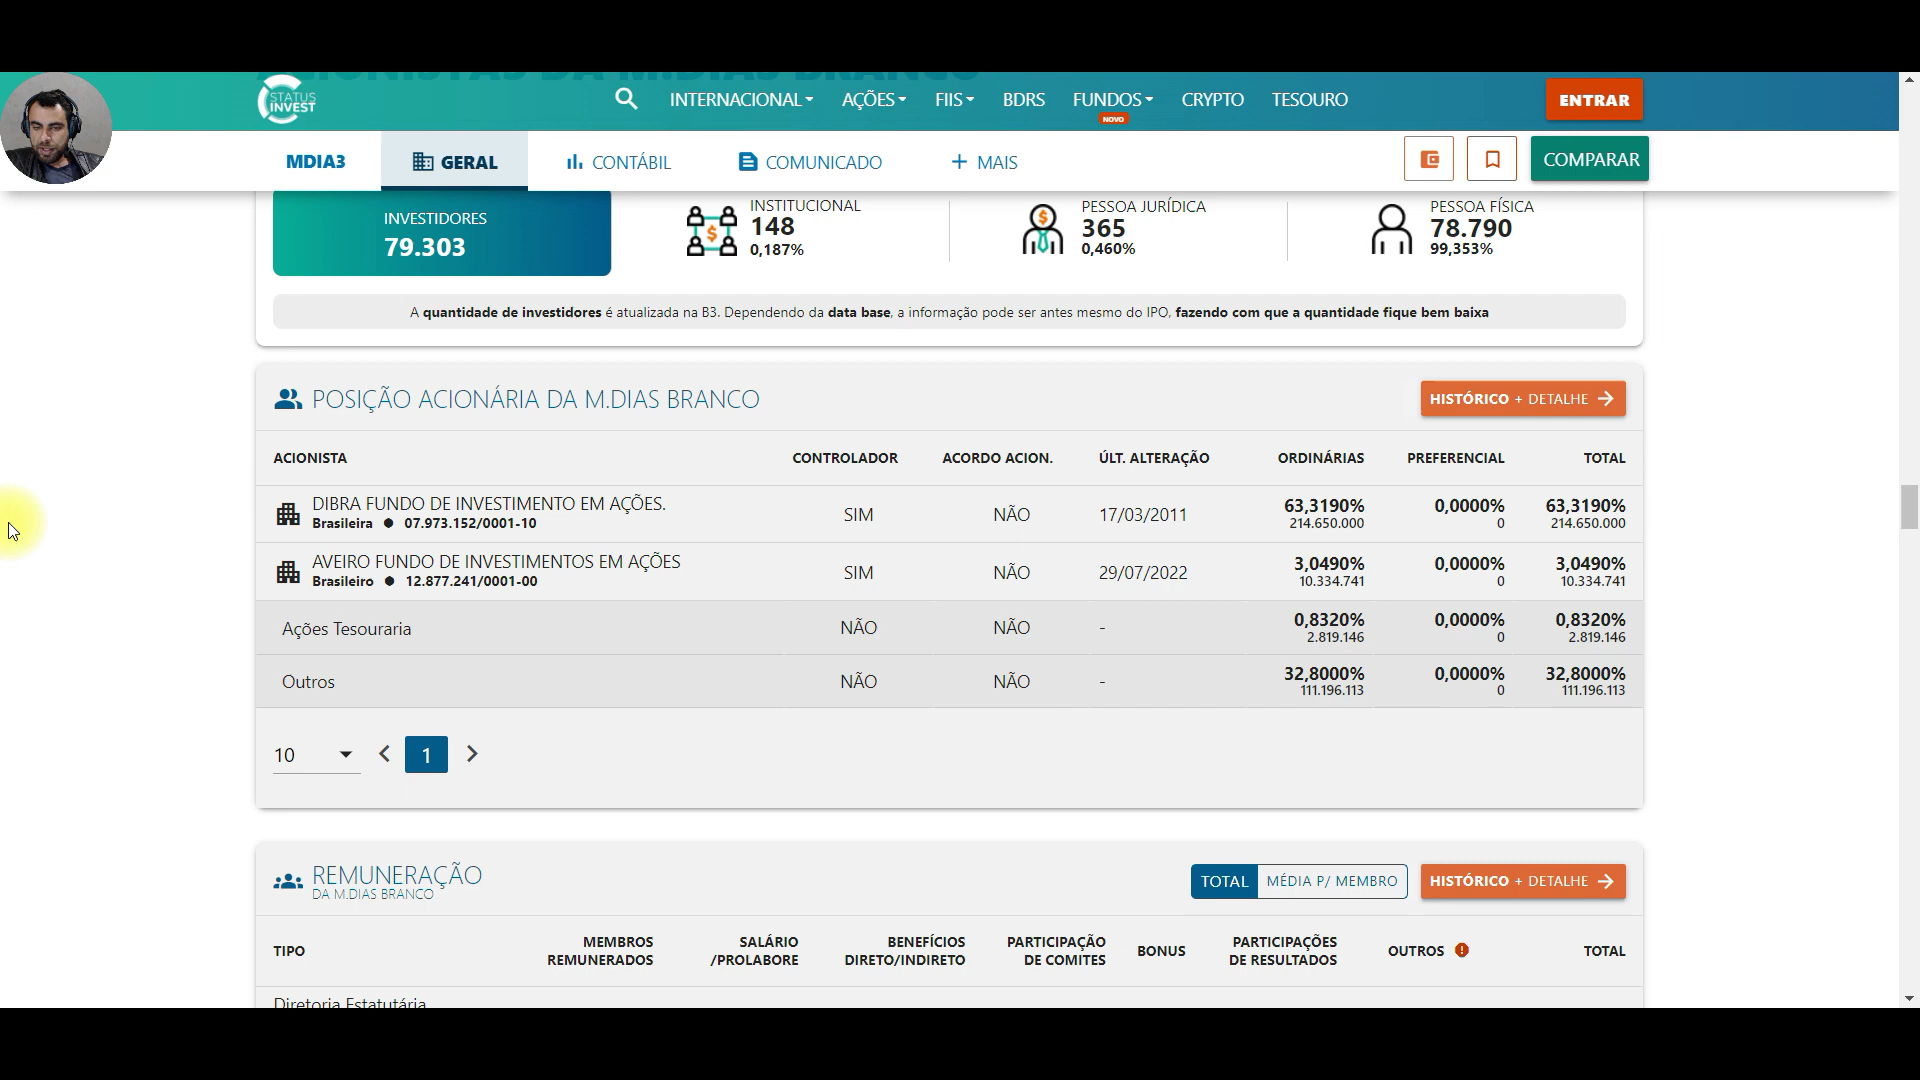 ACIONISTAS DA M.DIAS BRANCO
STATUS
INVEST
INTERNACIONAL
AÇÕES
FIIS
BDRS
FUNDOS
NOVO
CRYPTO
TESOURO
ENTRAR
MDIA3
GERAL
CONTÁBIL
COMUNICADO
MAIS
COMPARAR
INVESTIDORES
79.303
INSTITUCIONAL
148
0,187%
PESSOA JURÍDICA
365
0,460%
PESSOA FÍSICA
78.790
99,353%
A quantidade de investidores é atualizada na B3. Dependendo da data base, a informação pode ser antes mesmo do IPO, fazendo com que a quantidade fique bem baixa
POSIÇÃO ACIONÁRIA DA M.DIAS BRANCO
HISTÓRICO + DETALHE
ACIONISTA CONTROLADOR ACORDO ACION. ÚLT. ALTERAÇÃO ORDINÁRIAS PREFERENCIAL TOTAL
DIBRA FUNDO DE INVESTIMENTO EM AÇÕES. SIM NÃO 17/03/2011 63,3190% 0,0000% 63,3190%
Brasileira ● 07.973.152/0001-10 214.650.000 0 214.650.000
AVEIRO FUNDO DE INVESTIMENTOS EM AÇÕES SIM NÃO 29/07/2022 3,0490% 0,0000% 3,0490%
Brasileiro ● 12.877.241/0001-00 10.334.741 0 10.334.741
Ações Tesouraria NÃO NÃO - 0,8320% 0,0000% 0,8320%
2.819.146 0 2.819.146
Outros NÃO NÃO - 32,8000% 0,0000% 32,8000%
111.196.113 0 111.196.113
10 1
REMUNERAÇÃO
DA M.DIAS BRANCO
TOTAL MÉDIA P/ MEMBRO
HISTÓRICO + DETALHE
TIPO
MEMBROS
REMUNERADOS
SALÁRIO
/PROLABORE
BENEFÍCIOS
DIRETO/INDIRETO
PARTICIPAÇÃO
DE COMITES
BONUS
PARTICIPAÇÕES
DE RESULTADOS
OUTROS
TOTAL
Diretoria Estatutária